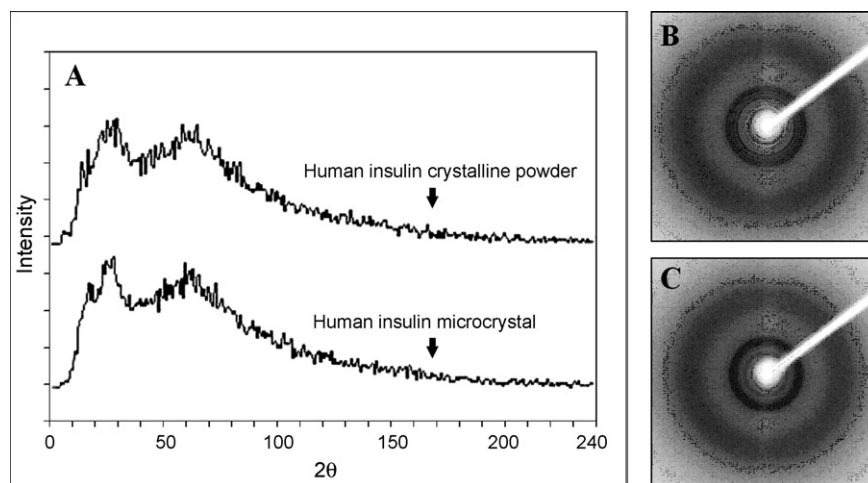 A
Human insulin crystalline powder
Human insulin microcrystal
Intensity
0 50 100 150 200 240
2θ
B
C